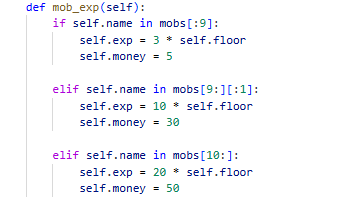 def mob_exp(self):
if self.name in mobs[:9]:
self.exp = 3 * self.floor
self.money = 5
elif self.name in mobs[9:][:1]:
self.exp = 10 * self.floor
self.money = 30
elif self.name in mobs[10:]:
self.exp = 20 * self.floor
self.money = 50